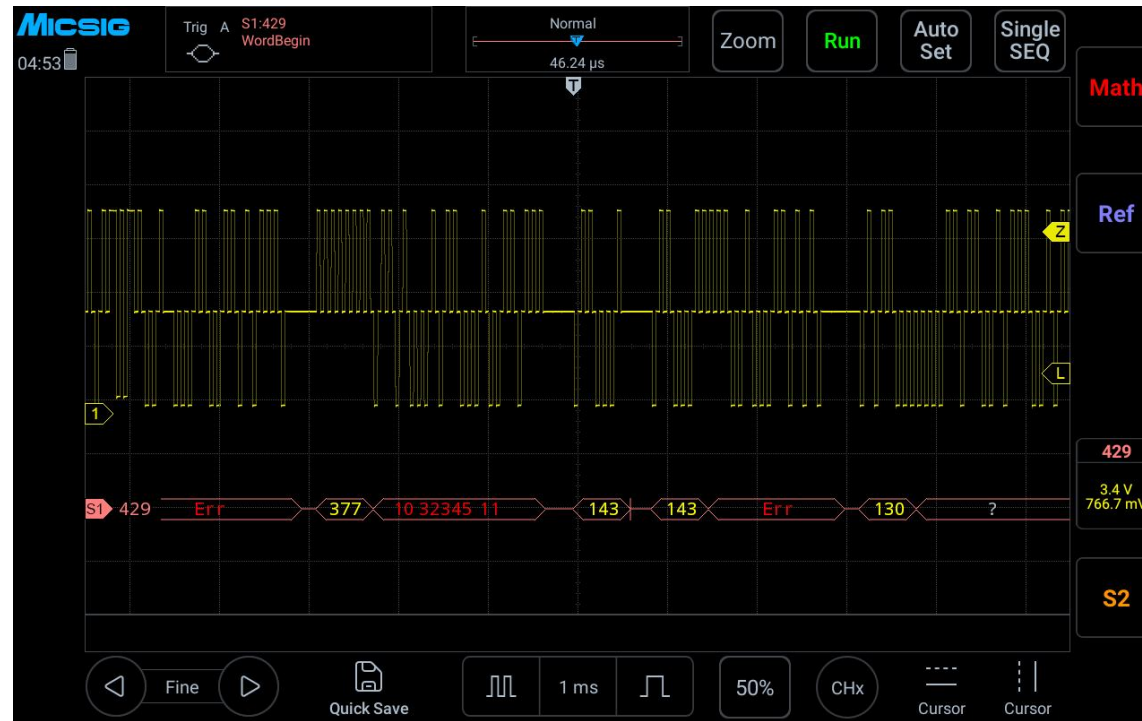 Micsig
04:53
Trig A S1:429
WordBegin
Normal
T
46.24 µs
Zoom
Run
Auto
Set
Single
SEQ
T
Math
Ref
Z
L
1
S1 429 Err 377 10 32345 11 143 143 Err 130 ?
429
3.4 V
766.7 mV
S2
Fine
Quick Save
1 ms
50%
CHx
Cursor
Cursor